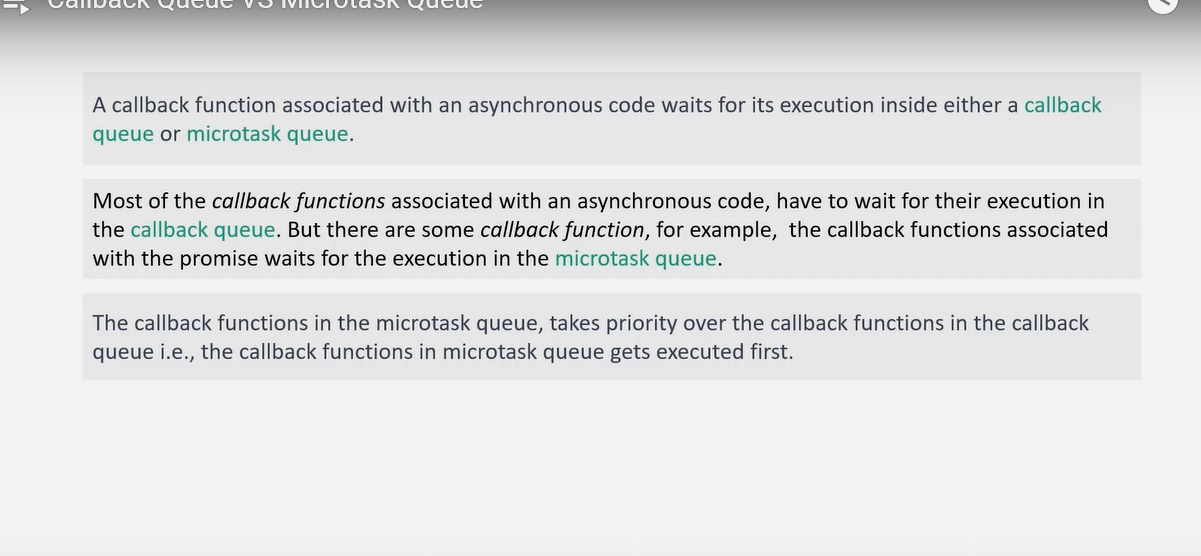 Callback Queue VS Microtask Queue
A callback function associated with an asynchronous code waits for its execution inside either a callback
queue or microtask queue.
Most of the callback functions associated with an asynchronous code, have to wait for their execution in
the callback queue. But there are some callback function, for example,  the callback functions associated
with the promise waits for the execution in the microtask queue.
The callback functions in the microtask queue, takes priority over the callback functions in the callback
queue i.e., the callback functions in microtask queue gets executed first.